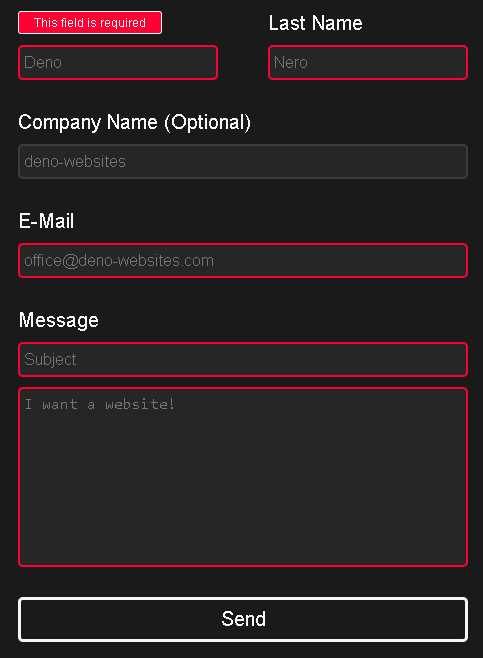 This field is required
Last Name
Deno
Nero
Company Name (Optional)
deno-websites
E-Mail
office@deno-websites.com
Message
Subject
I want a website!
Send